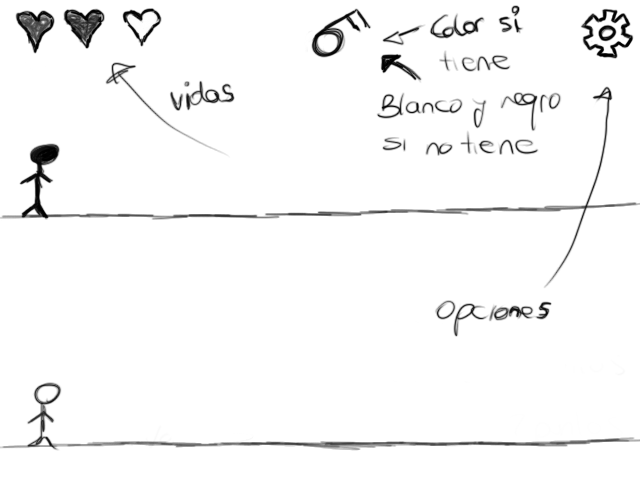 Color si
tiene
Blanco y negro
si no tiene
vidas
opciones